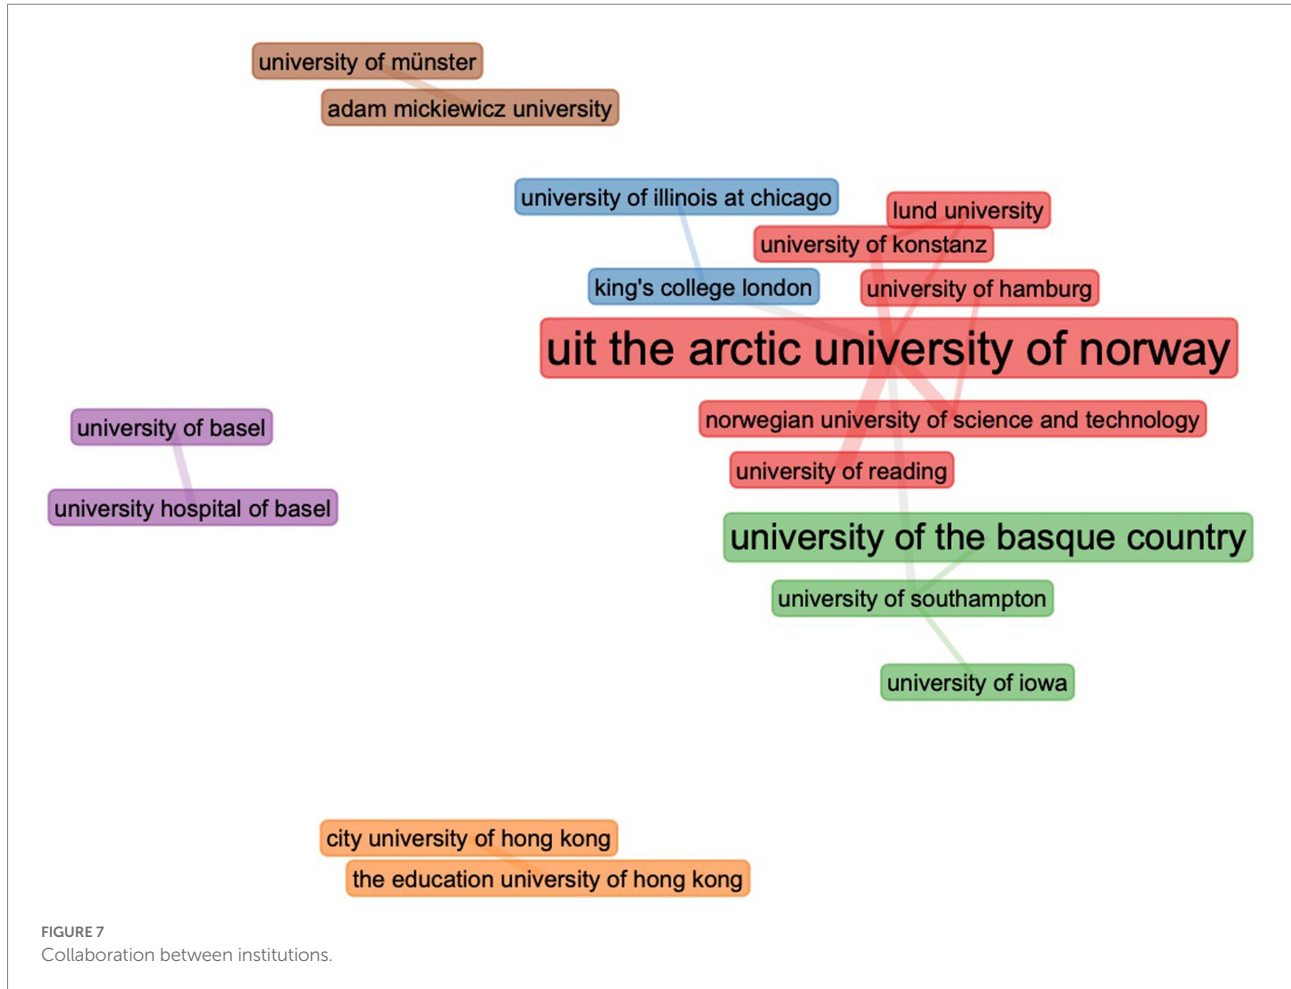 university of münster
adam mickiewicz university
university of illinois at chicago
lund university
university of konstanz
king's college london
university of hamburg
uit the arctic university of norway
norwegian university of science and technology
university of basel
university of reading
university hospital of basel
university of the basque country
university of southampton
university of iowa
city university of hong kong
the education university of hong kong
FIGURE 7
Collaboration between institutions.